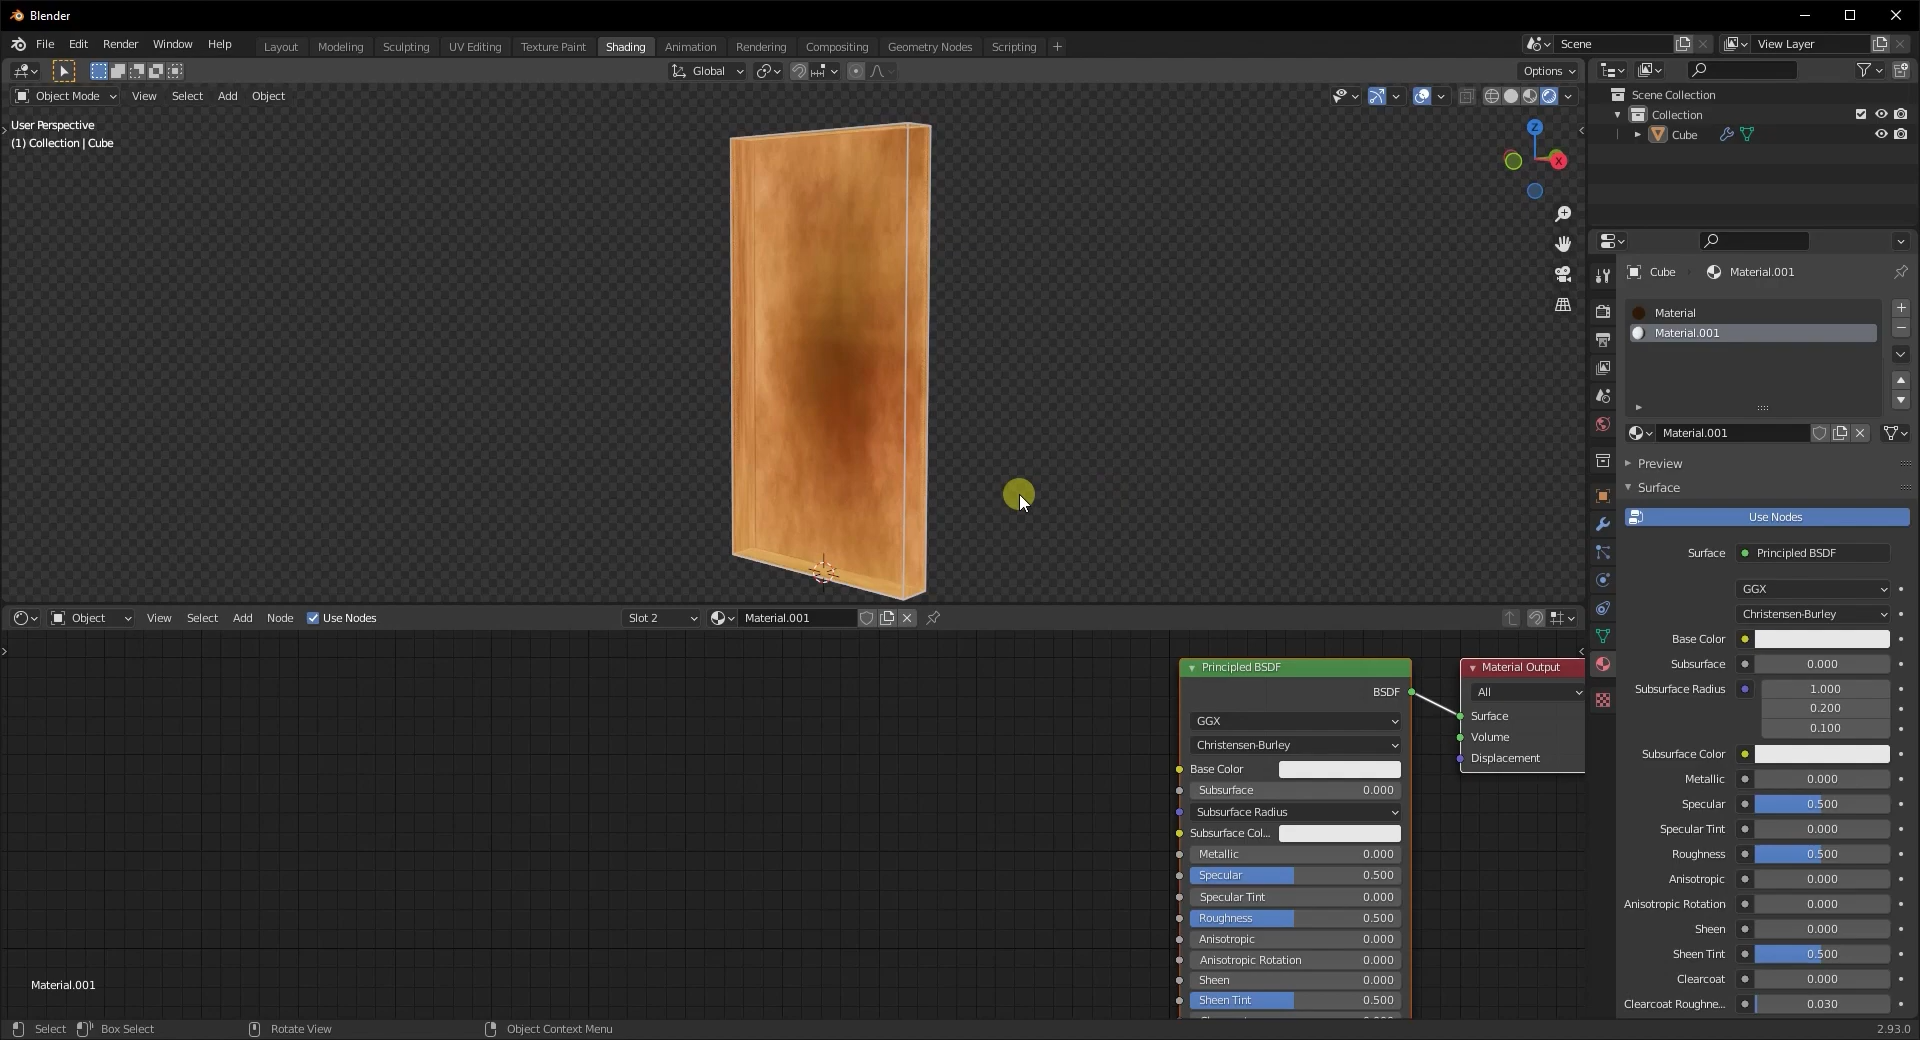 Blender
File Edit Render Window Help Layout Modeling Sculpting UV Editing Texture Paint Shading Animation Rendering Compositing Geometry Nodes Scripting + Scene View Layer
Global Options
Object Mode View Select Add Object
User Perspective
(1) Collection | Cube
Z
X
Scene Collection
Collection
Cube
Cube Material.001
Material
Material.001
Material.001
Preview
Surface
Use Nodes
Surface Principled BSDF
GGX
Christensen-Burley
Base Color
Subsurface 0.000
Subsurface Radius 1.000
0.200
0.100
Subsurface Color
Metallic 0.000
Specular 0.500
Specular Tint 0.000
Roughness 0.500
Anisotropic 0.000
Anisotropic Rotation 0.000
Sheen 0.000
Sheen Tint 0.500
Clearcoat 0.000
Clearcoat Roughne... 0.030
Object View Select Add Node Use Nodes Slot 2 Material.001
Principled BSDF
BSDF
GGX
Christensen-Burley
Base Color
Subsurface 0.000
Subsurface Radius
Subsurface Col...
Metallic 0.000
Specular 0.500
Specular Tint 0.000
Roughness 0.500
Anisotropic 0.000
Anisotropic Rotation 0.000
Sheen 0.000
Sheen Tint 0.500
Material Output
All
Surface
Volume
Displacement
Material.001
Select Box Select Rotate View Object Context Menu 2.93.0